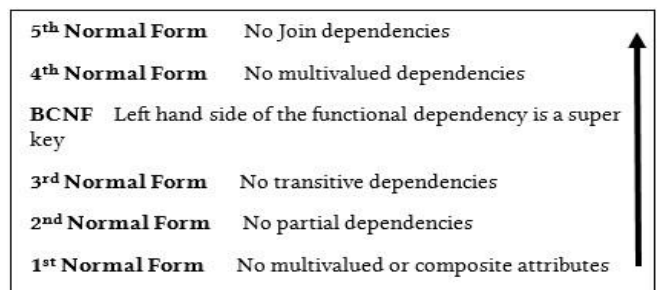 5th Normal Form No Join dependencies
4th Normal Form No multivalued dependencies
BCNF Left hand side of the functional dependency is a super
key
3rd Normal Form No transitive dependencies
2nd Normal Form No partial dependencies
1st Normal Form No multivalued or composite attributes